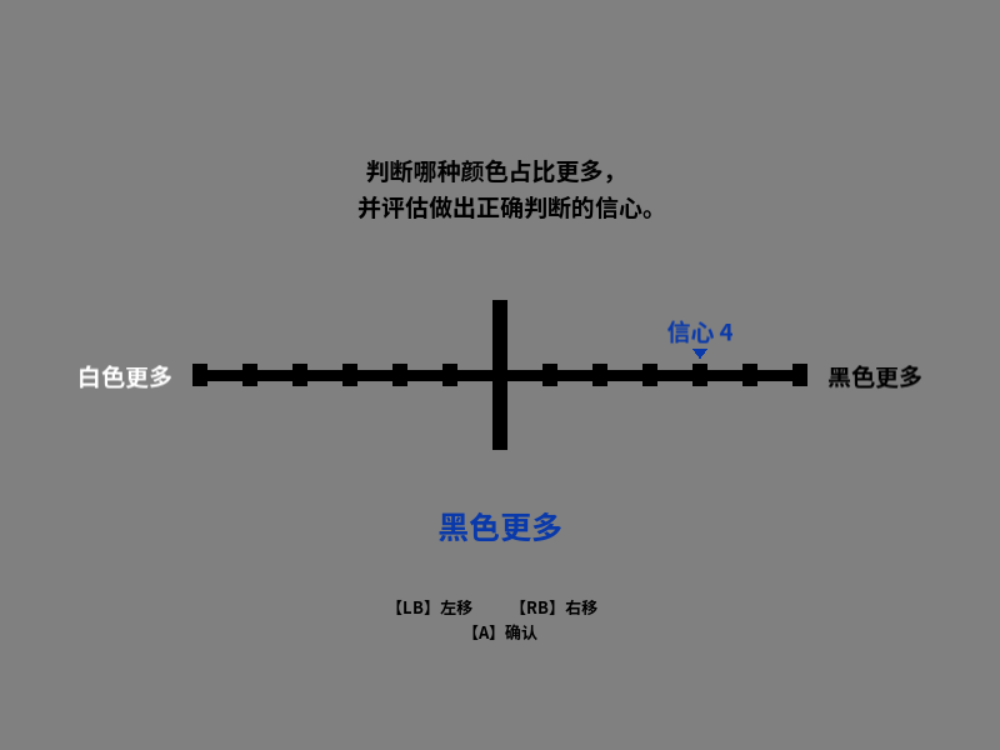 判断哪种颜色占比更多，
并评估做出正确判断的信心。
信心 4
白色更多
黑色更多
黑色更多
【LB】左移 【RB】右移
【A】确认